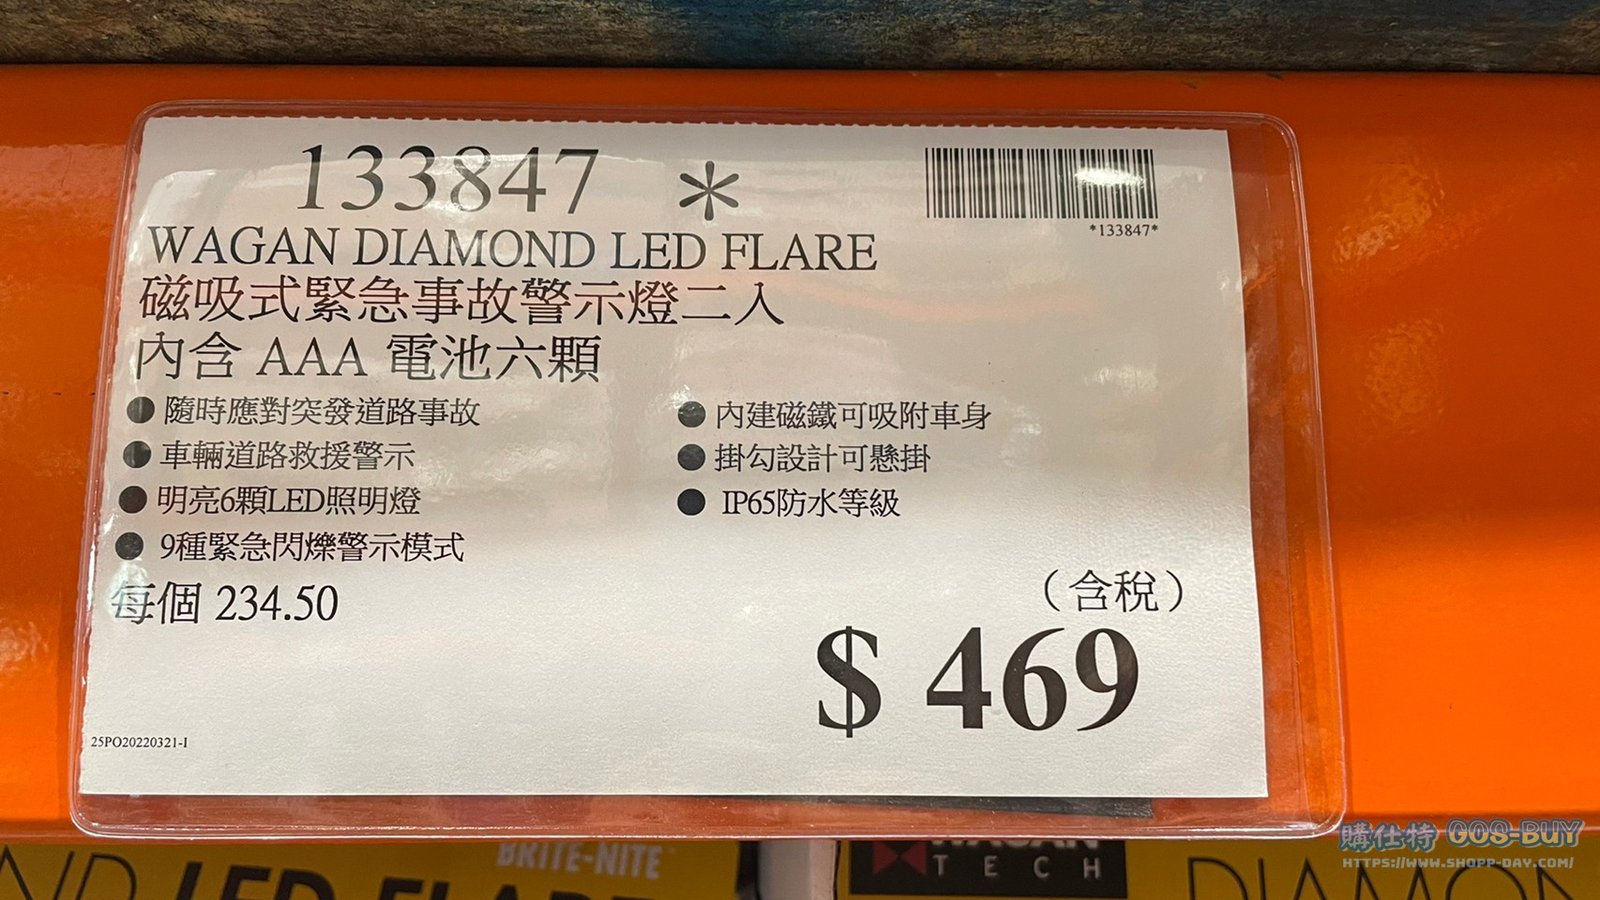 133847 *
*133847*
WAGAN DIAMOND LED FLARE
磁吸式緊急事故警示燈二入
內含 AAA 電池六顆
● 隨時應對突發道路事故
● 車輛道路救援警示
● 明亮6顆LED照明燈
● 9種緊急閃爍警示模式
● 內建磁鐵可吸附車身
● 掛勾設計可懸掛
● IP65防水等級
每個 234.50
（含稅）
$ 469
25PO20220321-I
BRITE-NITE
LED FLARE
WAGAN
TECH
DIAMON
購仕特 GOS-BUY
HTTPS://WWW.SHOPP-DAY.COM/